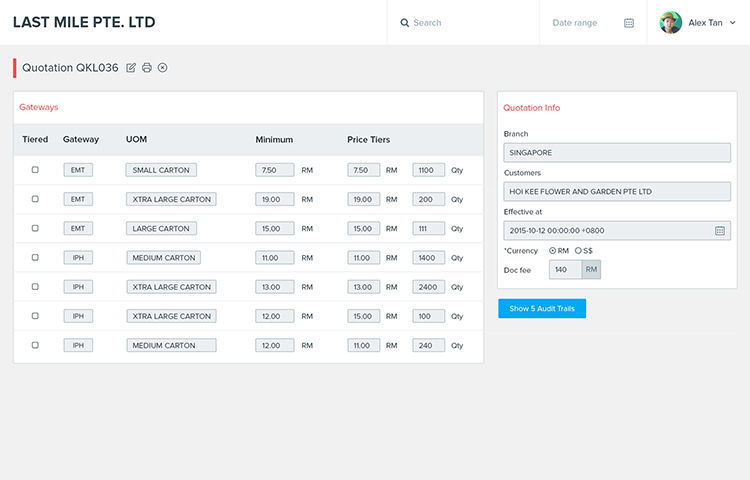 LAST MILE PTE. LTD
Search
Date range
Alex Tan
Quotation QKL036
Gateways
Tiered Gateway UOM Minimum Price Tiers
EMT SMALL CARTON 7.50 RM 7.50 RM 1100 Qty
EMT XTRA LARGE CARTON 19.00 RM 19.00 RM 200 Qty
EMT LARGE CARTON 15.00 RM 15.00 RM 111 Qty
IPH MEDIUM CARTON 11.00 RM 11.00 RM 1400 Qty
IPH XTRA LARGE CARTON 13.00 RM 13.00 RM 2400 Qty
IPH XTRA LARGE CARTON 12.00 RM 15.00 RM 100 Qty
IPH MEDIUM CARTON 12.00 RM 11.00 RM 240 Qty
Quotation Info
Branch
SINGAPORE
Customers
HOI KEE FLOWER AND GARDEN PTE LTD
Effective at
2015-10-12 00:00:00 +0800
*Currency RM S$
Doc fee 140 RM
Show 5 Audit Trails